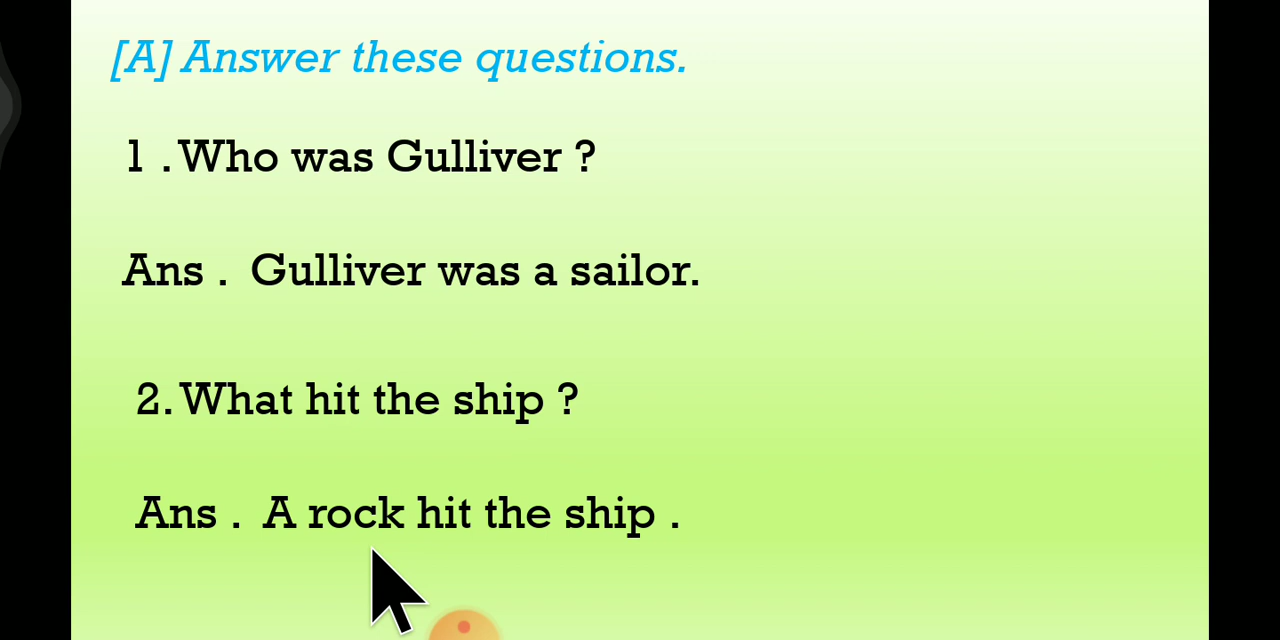 [A] Answer these questions.
1 . Who was Gulliver ?
Ans .  Gulliver was a sailor.
2. What hit the ship ?
Ans .  A rock hit the ship .